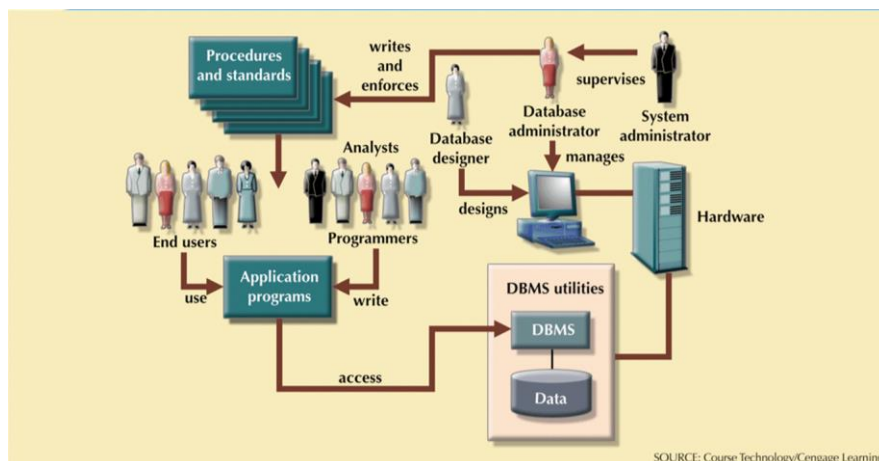 Procedures
and standards
writes
and
enforces
supervises
System
administrator
Database
administrator
Database
designer
manages
designs
Hardware
Analysts
End users
Programmers
use
Application
programs
write
access
DBMS utilities
DBMS
Data
SOURCE: Course Technology/Cengage Learning